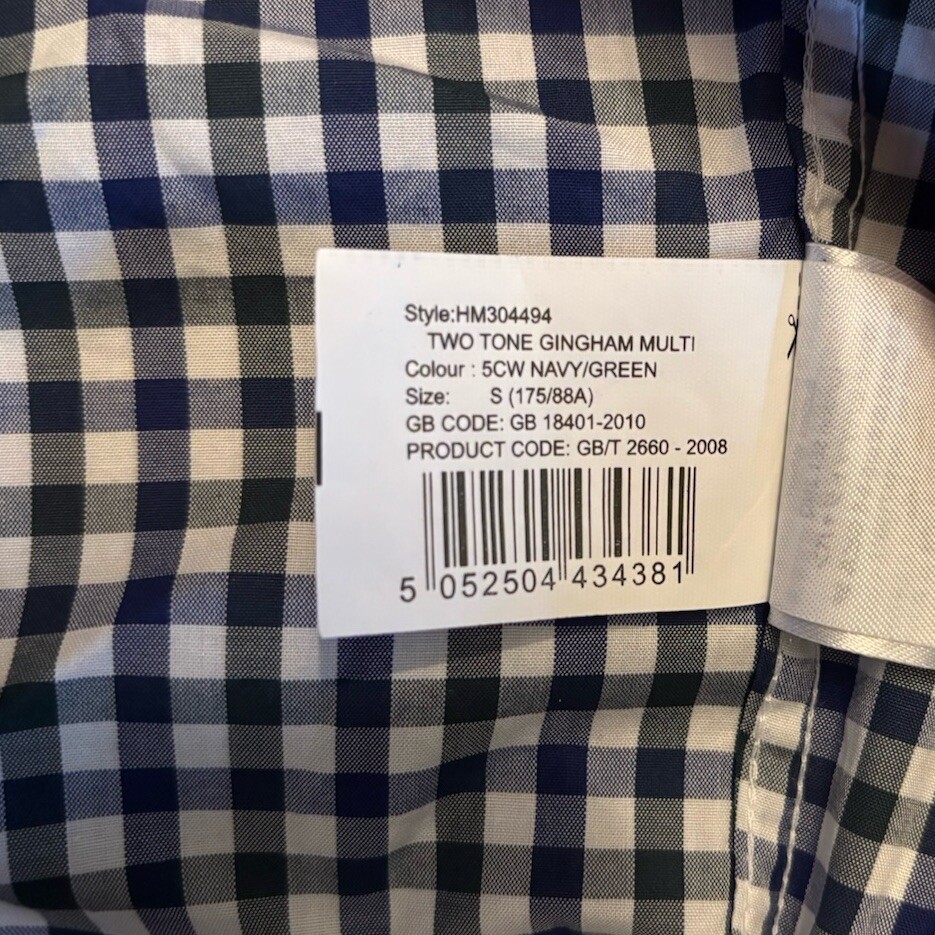 Style:HM304494
TWO TONE GINGHAM MULTI
Colour : 5CW NAVY/GREEN
Size: S (175/88A)
GB CODE: GB 18401-2010
PRODUCT CODE: GB/T 2660 - 2008
5 052504 434381